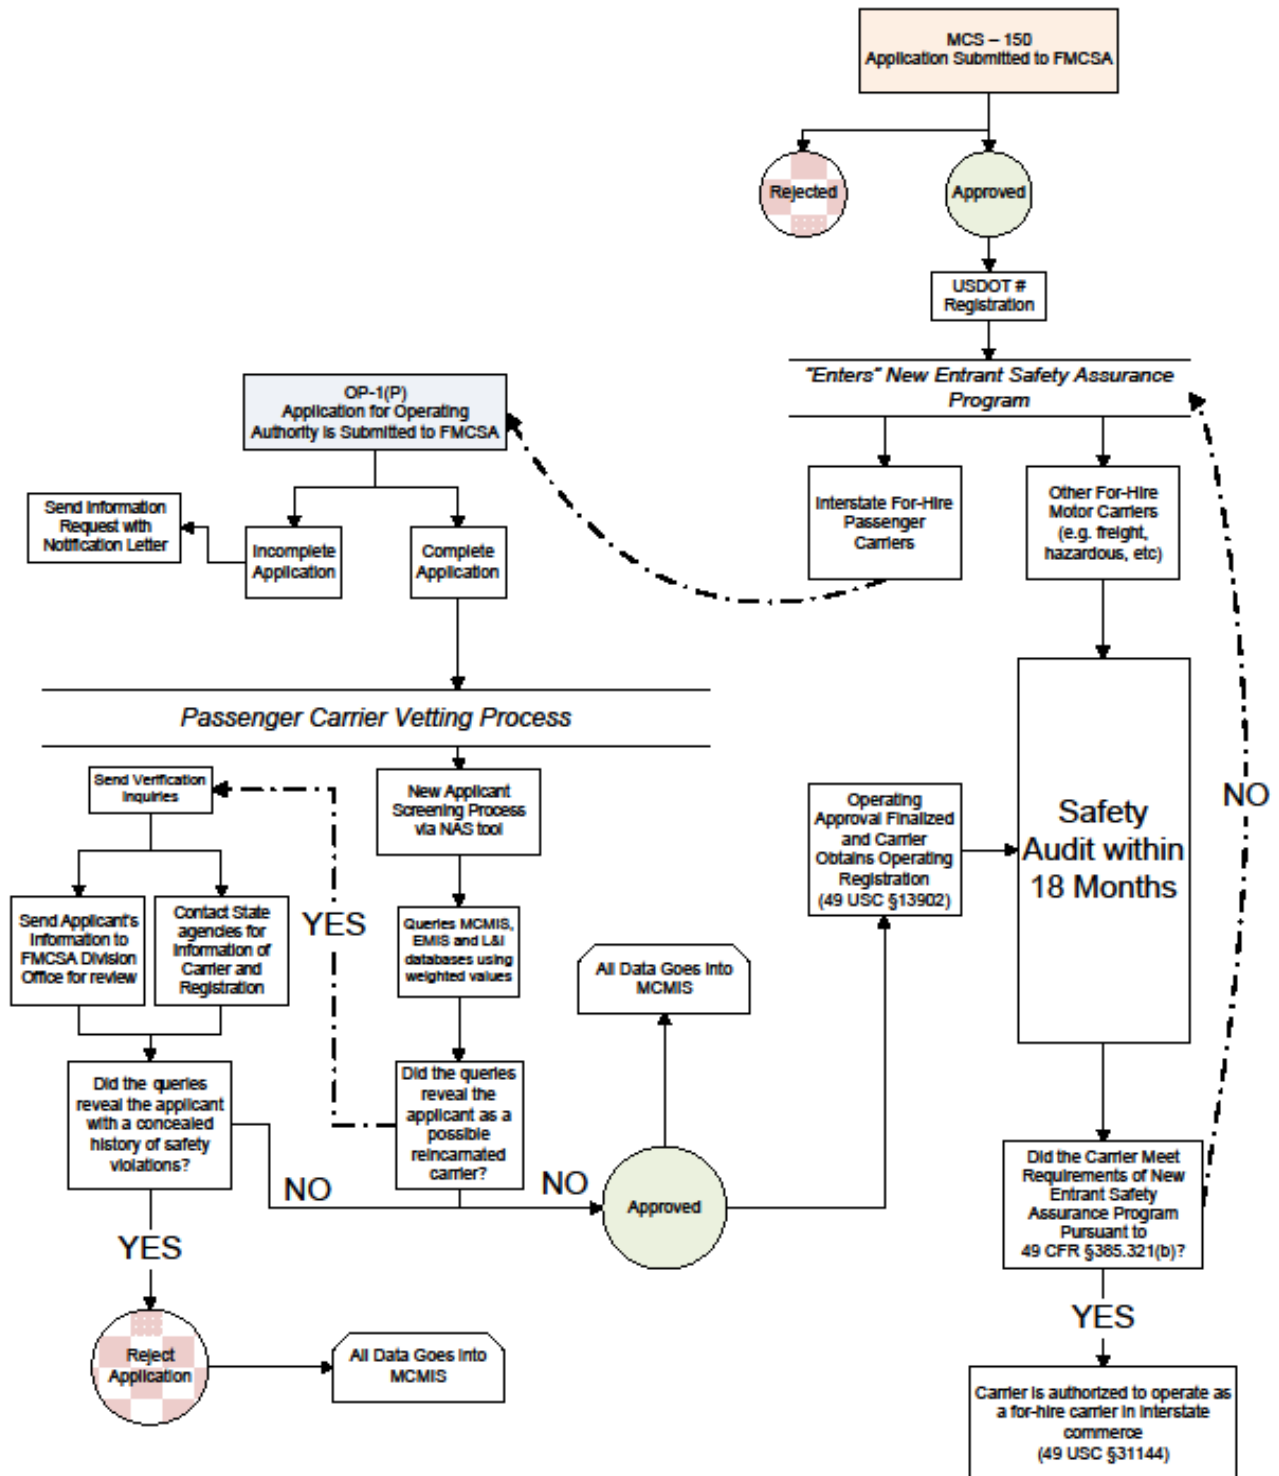 MCS – 150
Application Submitted to FMCSA
Rejected
Approved
USDOT #
Registration
"Enters" New Entrant Safety Assurance
Program
OP-1(P)
Application for Operating
Authority is Submitted to FMCSA
Send Information
Request with
Notification Letter
Incomplete
Application
Complete
Application
Interstate For-Hire
Passenger
Carriers
Other For-Hire
Motor Carriers
(e.g. freight,
hazardous, etc)
Passenger Carrier Vetting Process
Send Verification
Inquiries
New Applicant
Screening Process
via NAS tool
Operating
Approval Finalized
and Carrier
Obtains Operating
Registration
(49 USC §13902)
Safety
Audit within
18 Months
NO
Send Applicant's
Information to
FMCSA Division
Office for review
Contact State
agencies for
Information of
Carrier and
Registration
YES
Queries MCMIS,
EMIS and L&I
databases using
weighted values
All Data Goes Into
MCMIS
Did the queries
reveal the applicant
with a concealed
history of safety
violations?
Did the queries
reveal the
applicant as a
possible
reincarnated
carrier?
NO
NO
Approved
Did the Carrier Meet
Requirements of New
Entrant Safety
Assurance Program
Pursuant to
49 CFR §385.321(b)?
YES
YES
Reject
Application
All Data Goes Into
MCMIS
Carrier is authorized to operate as
a for-hire carrier in interstate
commerce
(49 USC §31144)